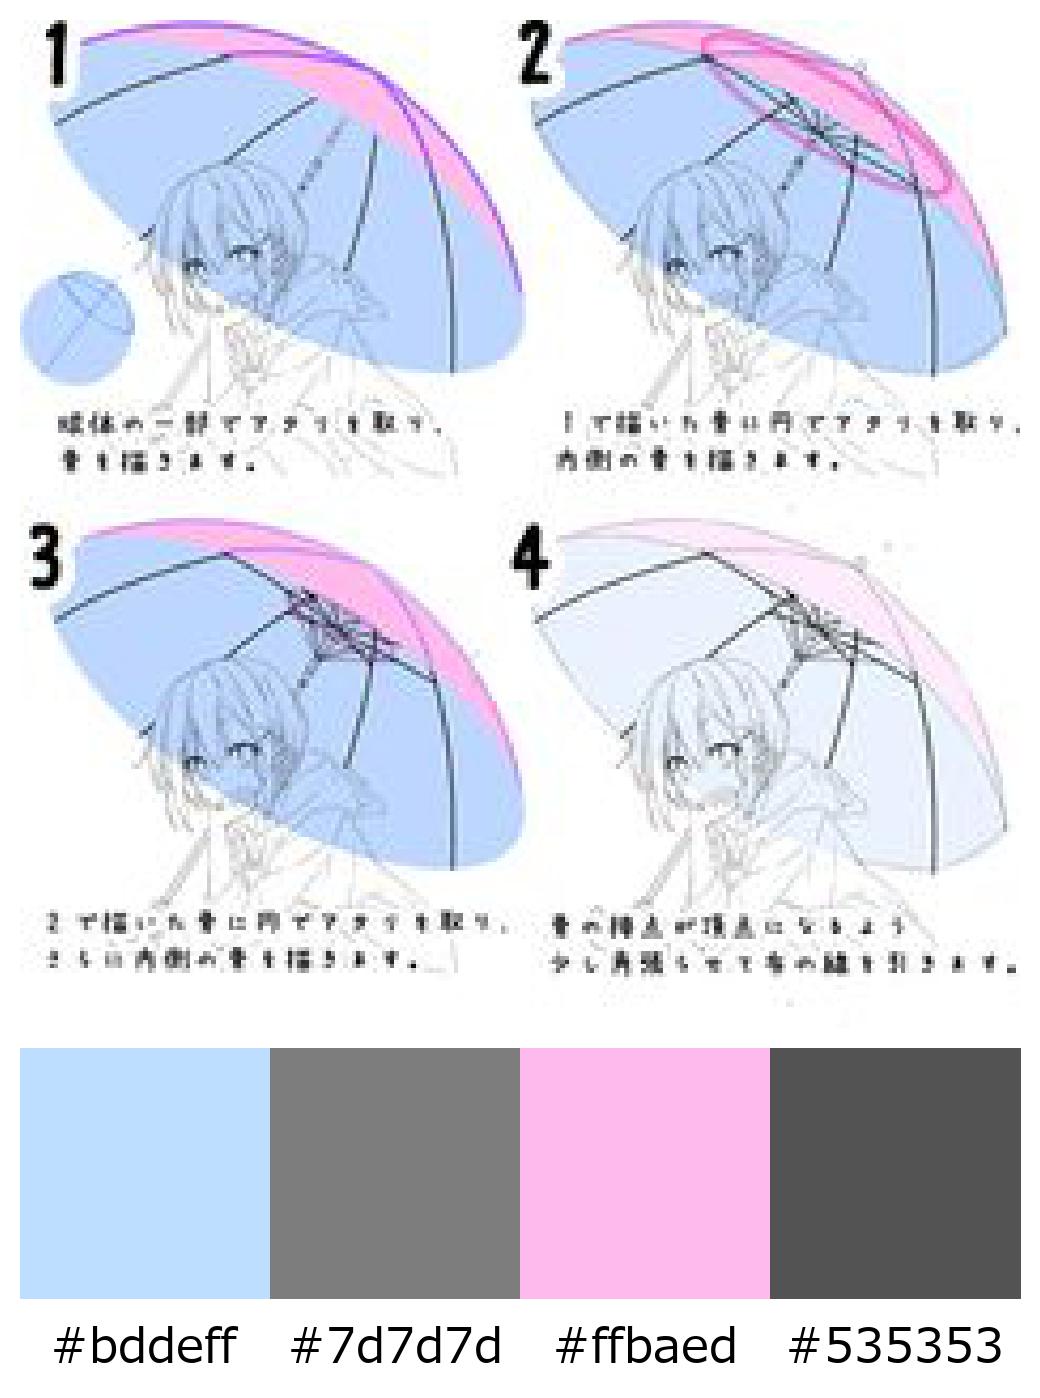 1
球体の一部でアタリを取り、
骨を描きます。
2
1で描いた骨に円でアタリを取り、
内側の骨を描きます。
3
2で描いた骨に円でアタリを取り、
さらに内側の骨を描きます。
4
骨の接点が頂点になるよう
少し角張らせて布の線を引きます。
#bddeff #7d7d7d #ffbaed #535353